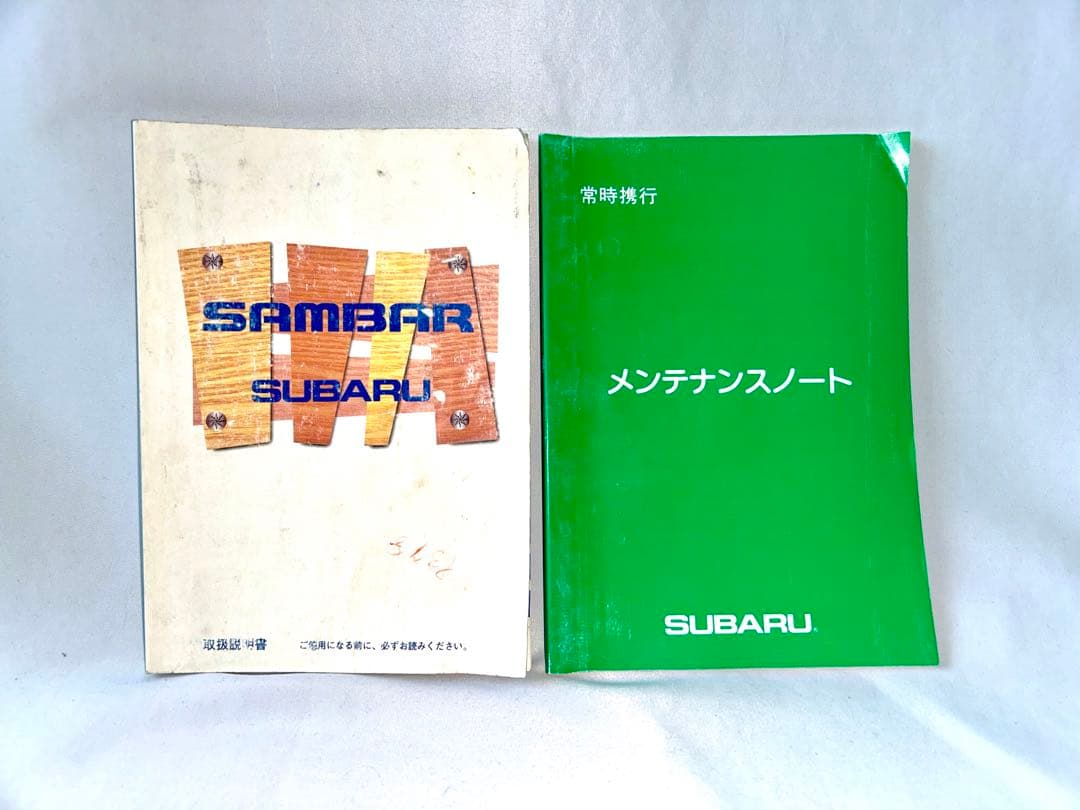 SAMBAR
SUBARU
取扱説明書
ご使用になる前に、必ずお読みください。
常時携行
メンテナンスノート
SUBARU®